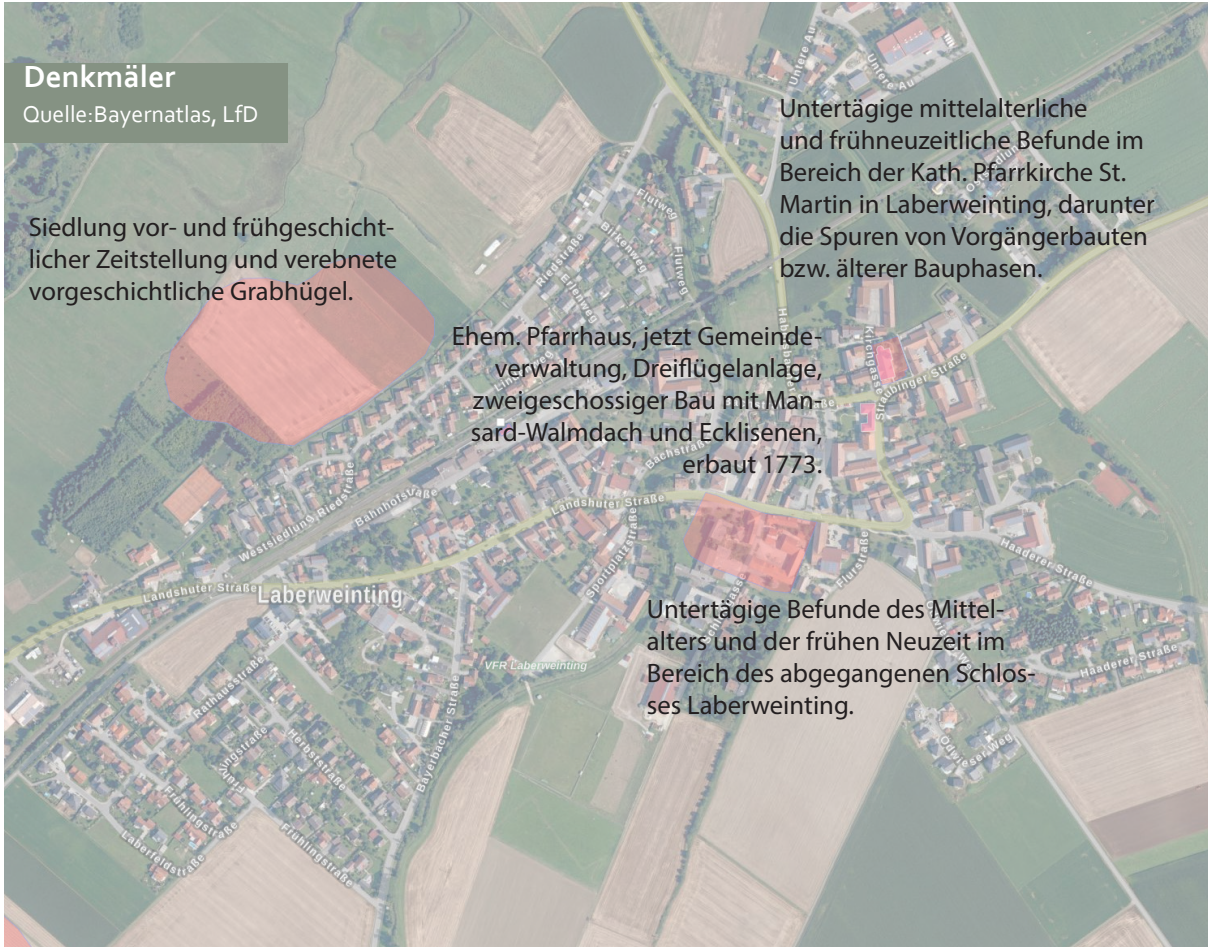 Denkmäler
Quelle:Bayernatlas, LfD
Untertägige mittelalterliche
und frühneuzeitliche Befunde im
Bereich der Kath. Pfarrkirche St.
Martin in Laberweinting, darunter
die Spuren von Vorgängerbauten
bzw. älterer Bauphasen.
Siedlung vor- und frühgeschicht-
licher Zeitstellung und verebnete
vorgeschichtliche Grabhügel.
Ehem. Pfarrhaus, jetzt Gemeinde-
verwaltung, Dreiflügelanlage,
zweigeschossiger Bau mit Man-
sard-Walmdach und Ecklisenen,
erbaut 1773.
Untertägige Befunde des Mittel-
alters und der frühen Neuzeit im
Bereich des abgegangenen Schlos-
ses Laberweinting.
Untere Au
Untere Au
Flutweg
Birkenweg
Flutweg
Riedstraße
Erlenweg
Kirchgasse
Straubinger Straße
Bachstraße
Landshuter Straße
Bahnhofstraße
Riedstraße
Westsiedlung
Sportplatzstraße
Flurstraße
Haaderer Straße
Landshuter Straße
Laberweinting
VFR Laberweinting
Haaderer Straße
Rathausstraße
Bayerbacher Straße
Herbststraße
Ödwieser Weg
Frühlingstraße
Laberfeldstraße
Frühlingstraße